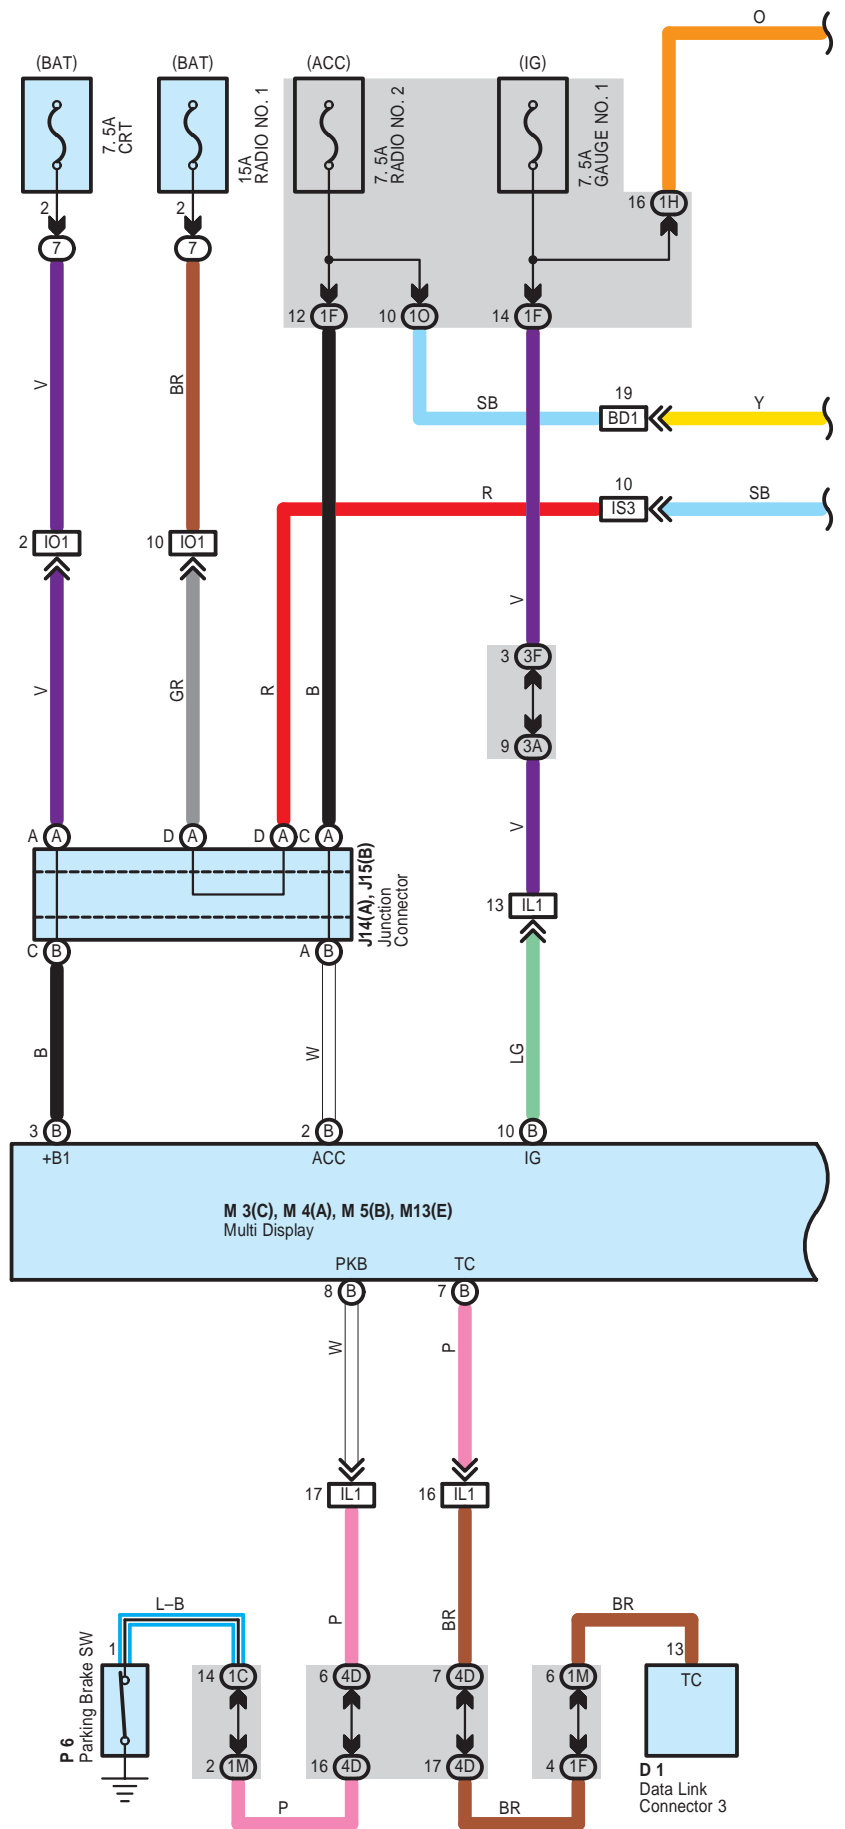 O
(BAT)
(BAT)
(ACC)
(IG)
7. 5A
CRT
15A
RADIO NO. 1
7. 5A
RADIO NO. 2
7. 5A
GAUGE NO. 1
2
2
16 1H
7
7
12 1F
10 1O
14 1F
V
BR
SB
19
BD1
Y
R
10
IS3
SB
2 IO1
10 IO1
V
3 3F
V
GR
R
B
9 3A
V
A A
D A
D A
C A
J14(A), J15(B)
Junction
Connector
13 IL1
C B
A B
B
W
LG
3 B
2 B
10 B
+B1
ACC
IG
M 3(C), M 4(A), M 5(B), M13(E)
Multi Display
PKB
TC
8 B
7 B
W
P
17 IL1
16 IL1
L–B
P
BR
BR
1
13
P 6
Parking Brake SW
14 1C
6 4D
7 4D
6 1M
TC
2 1M
16 4D
17 4D
4 1F
D 1
Data Link
Connector 3
P
BR